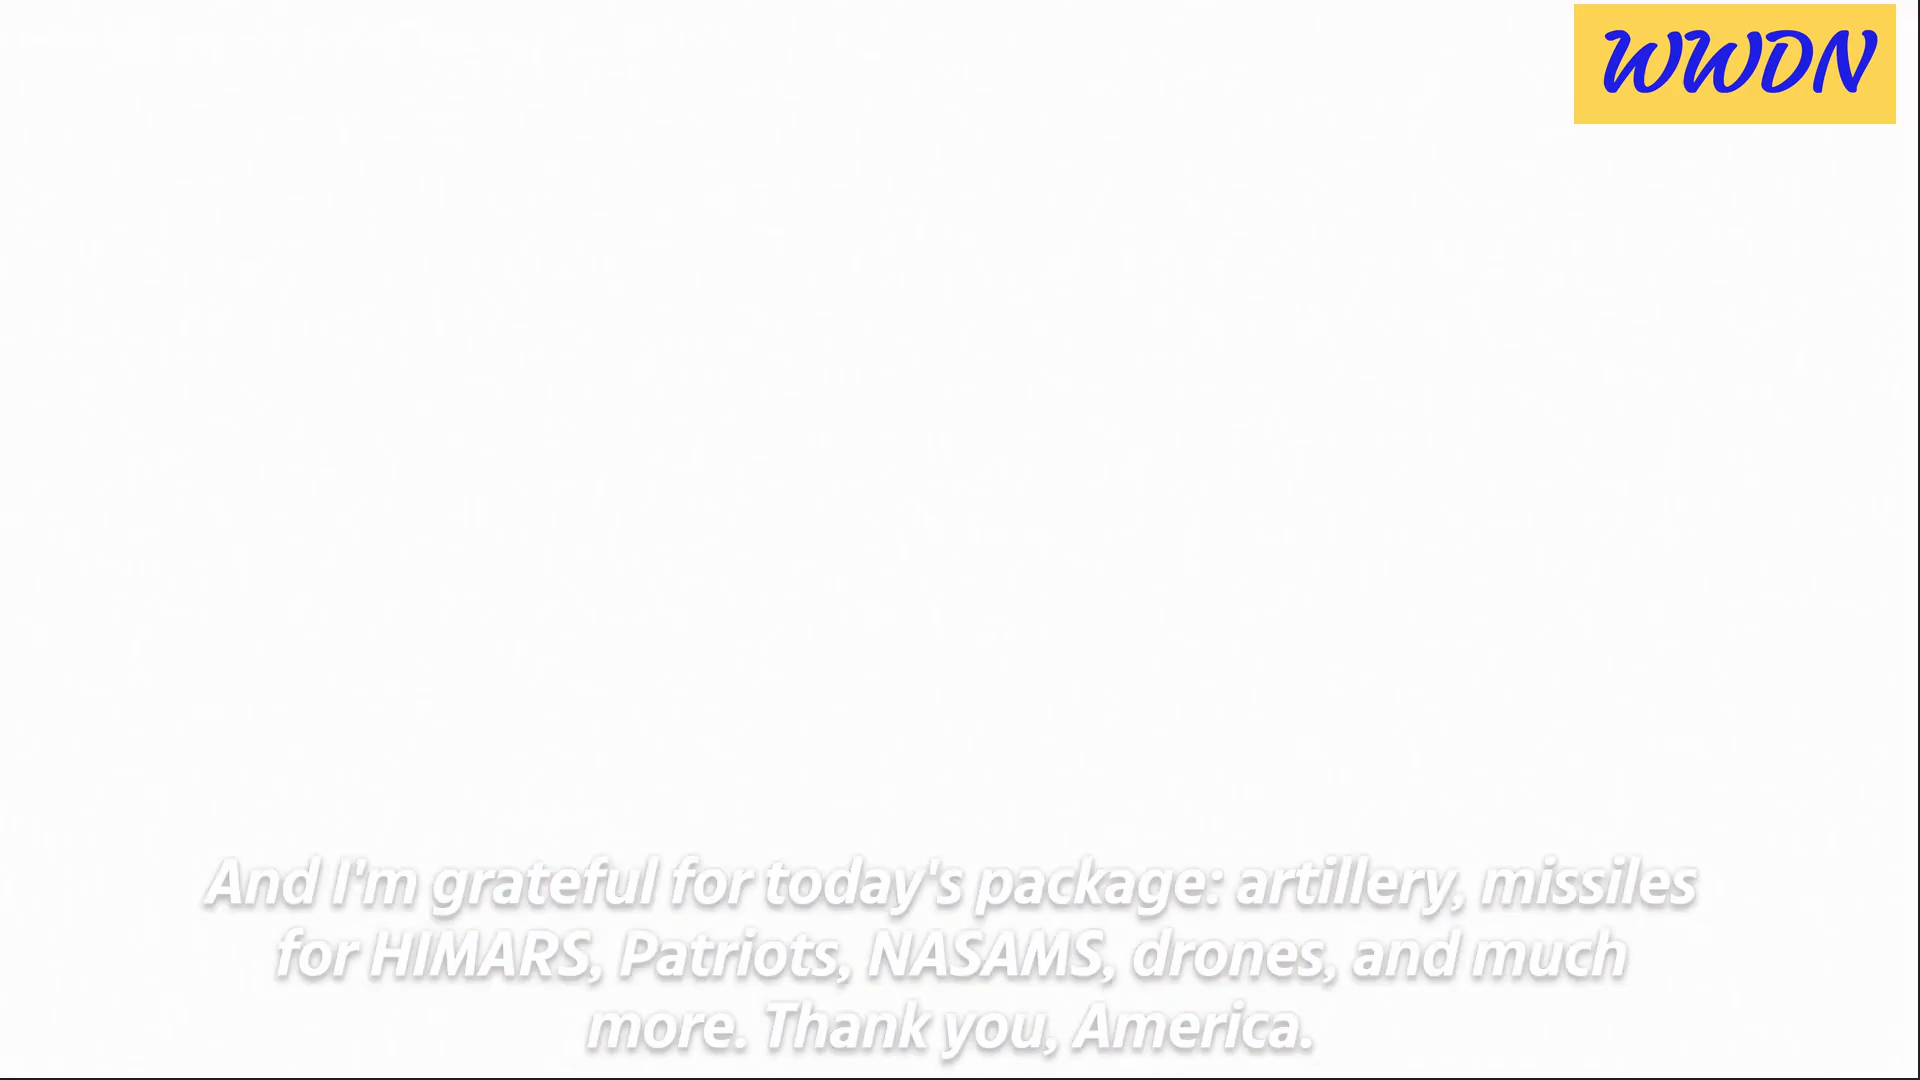 WWDN
And I'm grateful for today's package: artillery, missiles
for HIMARS, Patriots, NASAMS, drones, and much
more. Thank you, America.